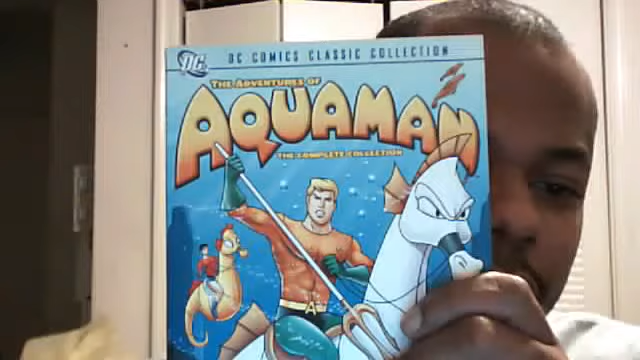 DC
DC COMICS CLASSIC COLLECTION
THE ADVENTURES OF
AQUAMAN
THE COMPLETE COLLECTION
A